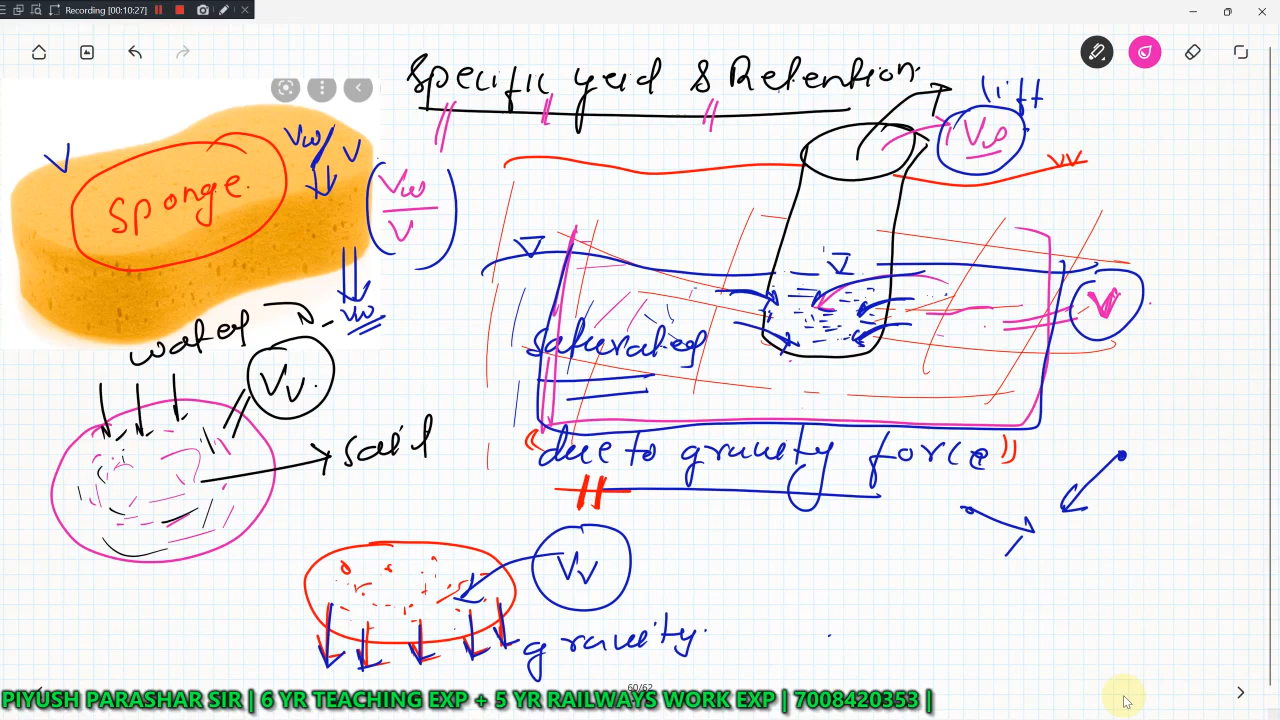 Recording [00:10:27]
Specific yield & Retention
lift
V
Vw/V
Sponge
Vw
V
Vw
water
Vv
soil
saturated
V
"due to gravity force"
Vv
gravity.
60/62
PIYUSH PARASHAR SIR | 6 YR TEACHING EXP + 5 YR RAILWAYS WORK EXP | 7008420353 |